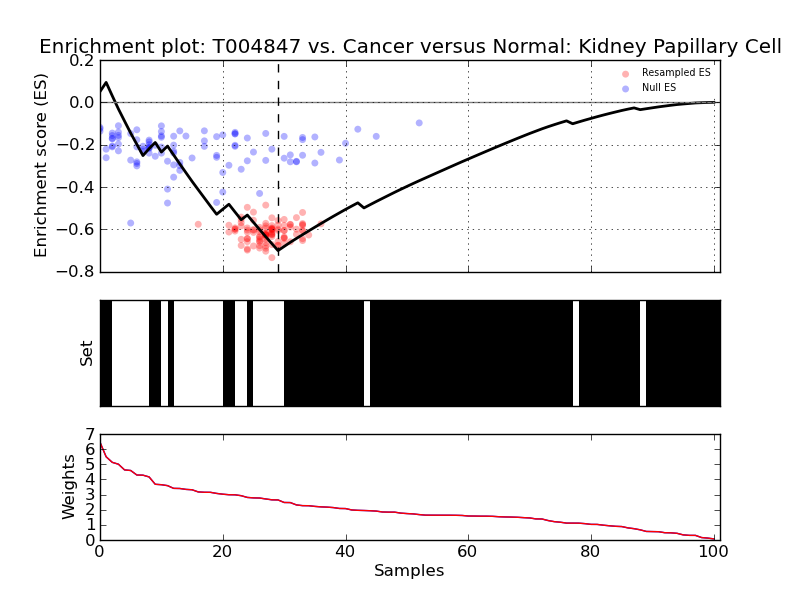 Enrichment plot: T004847 vs. Cancer versus Normal: Kidney Papillary Cell
Enrichment score (ES)
0.2
0.0
−0.2
−0.4
−0.6
−0.8
Resampled ES
Null ES
Set
Weights
7
6
5
4
3
2
1
0
0 20 40 60 80 100
Samples